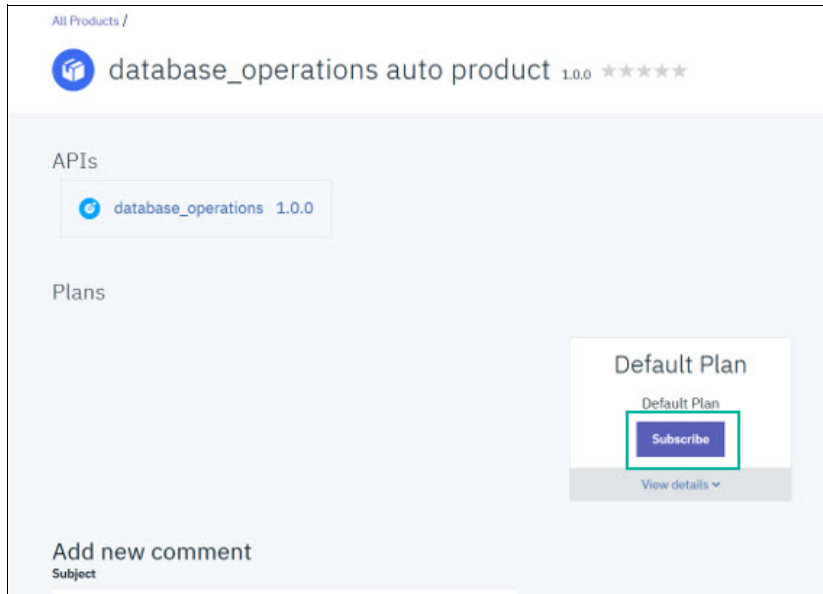 All Products /
database_operations auto product 1.0.0
APIs
database_operations 1.0.0
Plans
Default Plan
Default Plan
Subscribe
View details
Add new comment
Subject